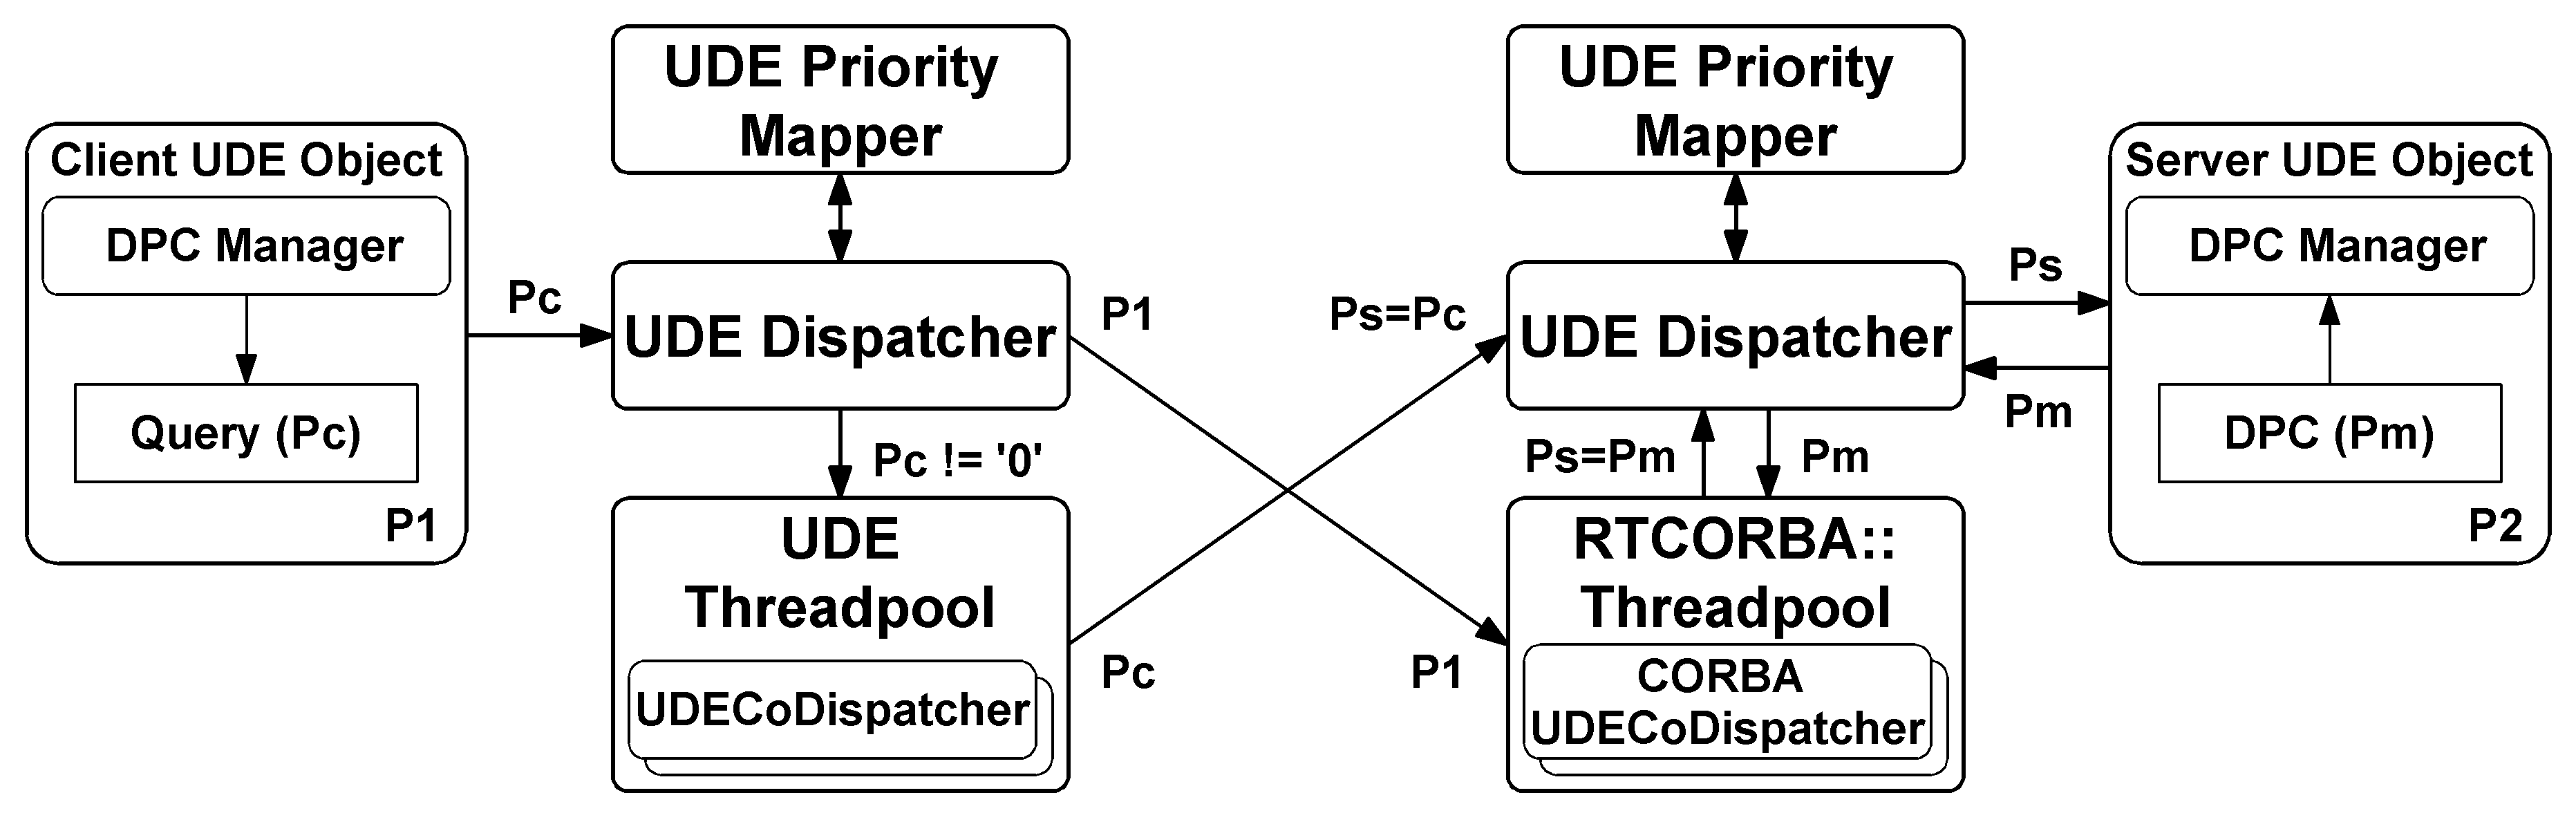 Client UDE Object
DPC Manager
Query (Pc)
P1
Pc
UDE Priority
Mapper
UDE Dispatcher
Pc != '0'
UDE
Threadpool
UDECoDispatcher
P1
Pc
Ps=Pc
P1
UDE Priority
Mapper
UDE Dispatcher
Ps=Pm
Pm
RTCORBA::
Threadpool
CORBA
UDECoDispatcher
Ps
Pm
Server UDE Object
DPC Manager
DPC (Pm)
P2